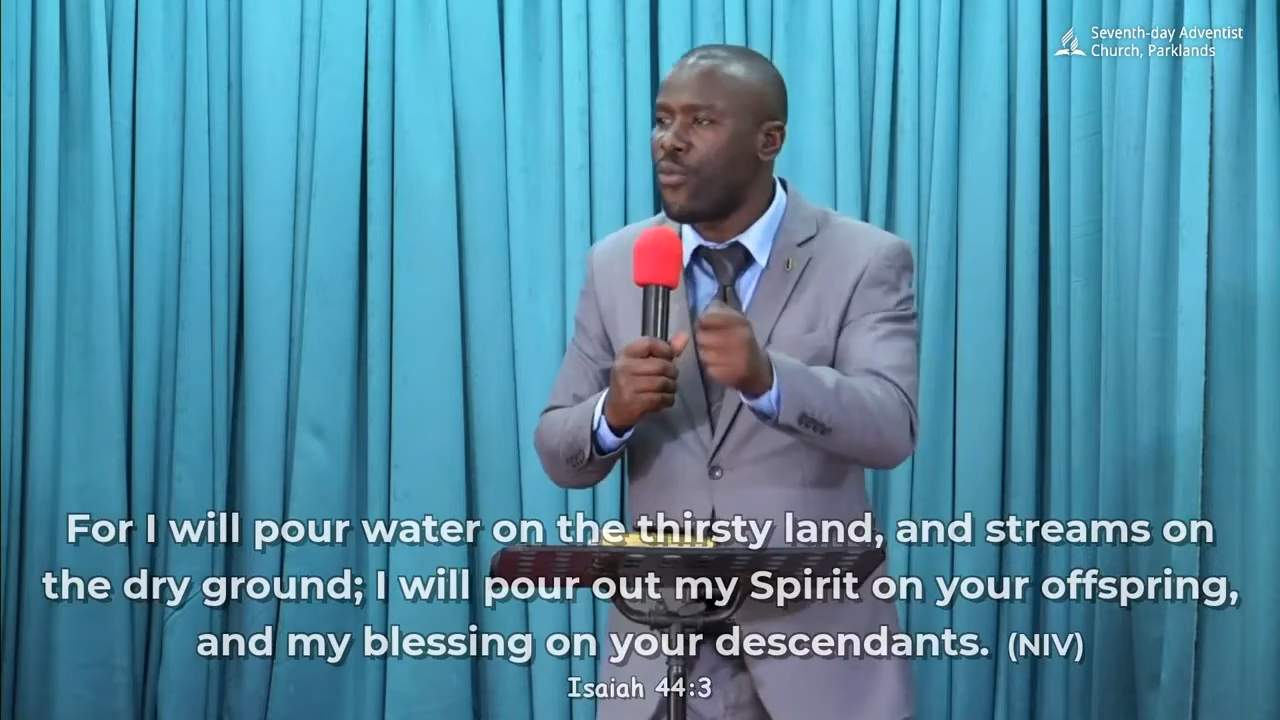 Seventh-day Adventist
Church, Parklands
For I will pour water on the thirsty land, and streams on
the dry ground; I will pour out my Spirit on your offspring,
and my blessing on your descendants. (NIV)
Isaiah 44:3